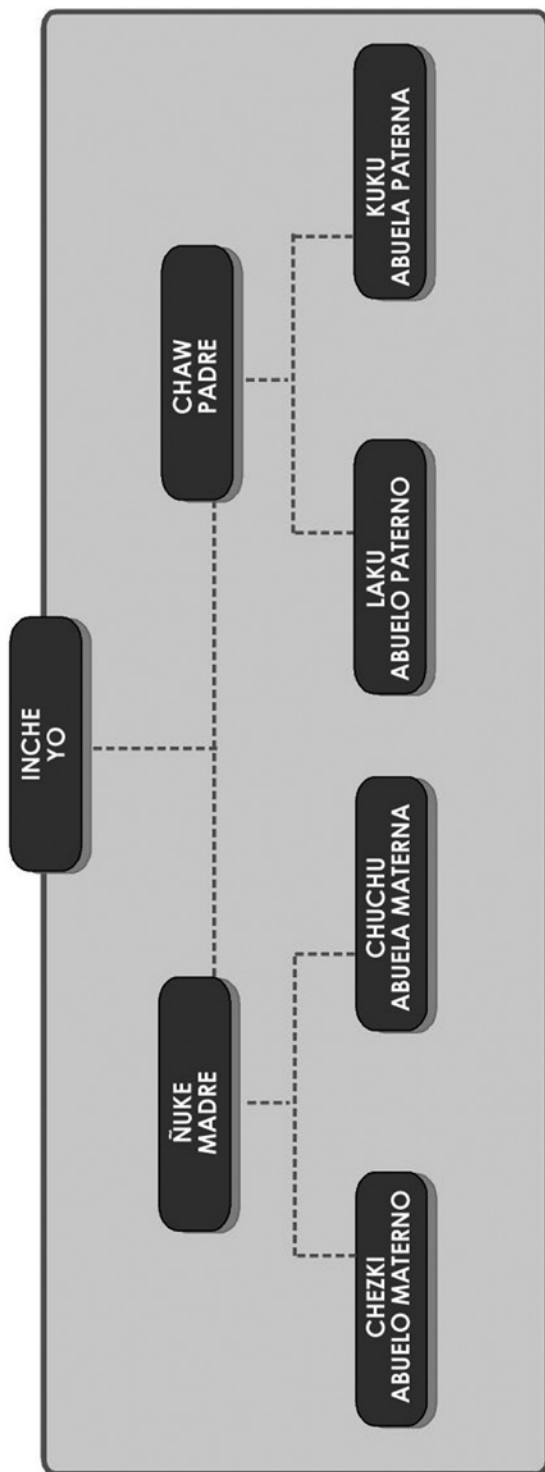 INCHE
YO
ÑUKE
MADRE
CHAW
PADRE
CHEZKI
ABUELO MATERNO
CHUCHU
ABUELA MATERNA
LAKU
ABUELO PATERNO
KUKU
ABUELA PATERNA